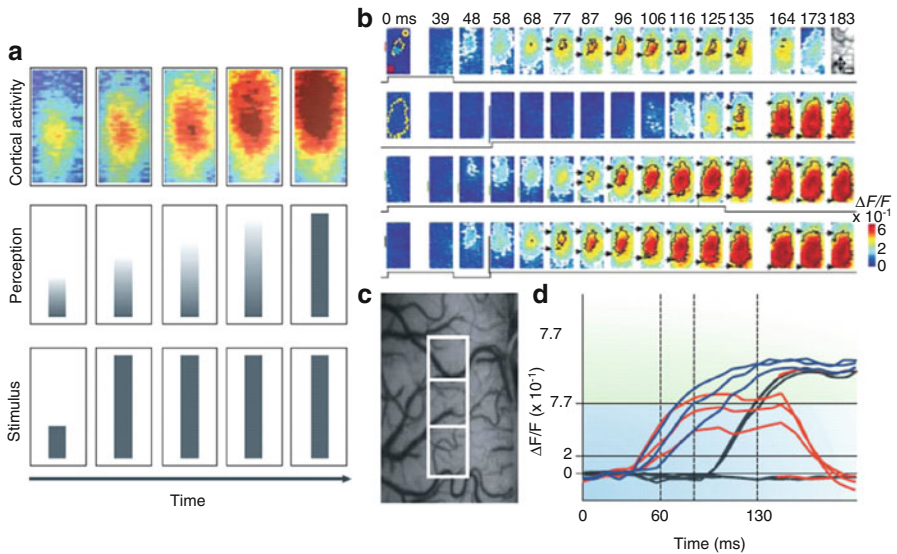 a
Cortical activity
Perception
Stimulus
Time
b
0 ms 39 48 58 68 77 87 96 106 116 125 135 164 173 183
ΔF/F
x 10⁻¹
6
4
2
0
c
d
7.7
7.7
2
0
ΔF/F (x 10⁻¹)
0 60 130
Time (ms)